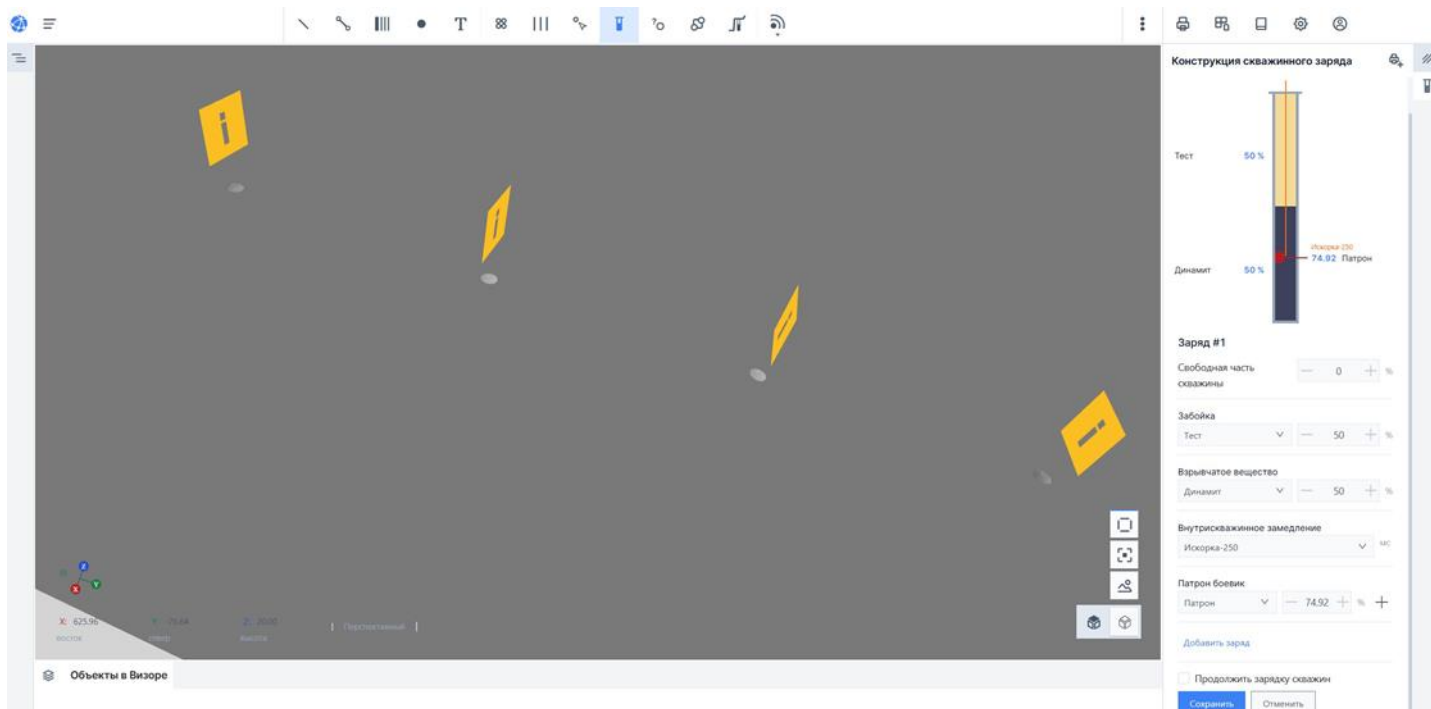 T
?
Конструкция скважинного заряда
i
i
Тест 50 %
Искорка-250
74.92 Патрон
Динамит 50 %
Заряд #1
Свободная часть
скважины
— 0 + %
Забойка
Тест — 50 + %
Взрывчатое вещество
Динамит — 50 + %
Внутрискважинное замедление
Искорка-250 мс
Патрон боевик
Патрон — 74.92 + % +
Добавить заряд
Продолжить зарядку скважин
Сохранить Отменить
Z
X Y
X: 625.96 Y: Z:
восток север высота
| Перспективный |
Объекты в Визоре